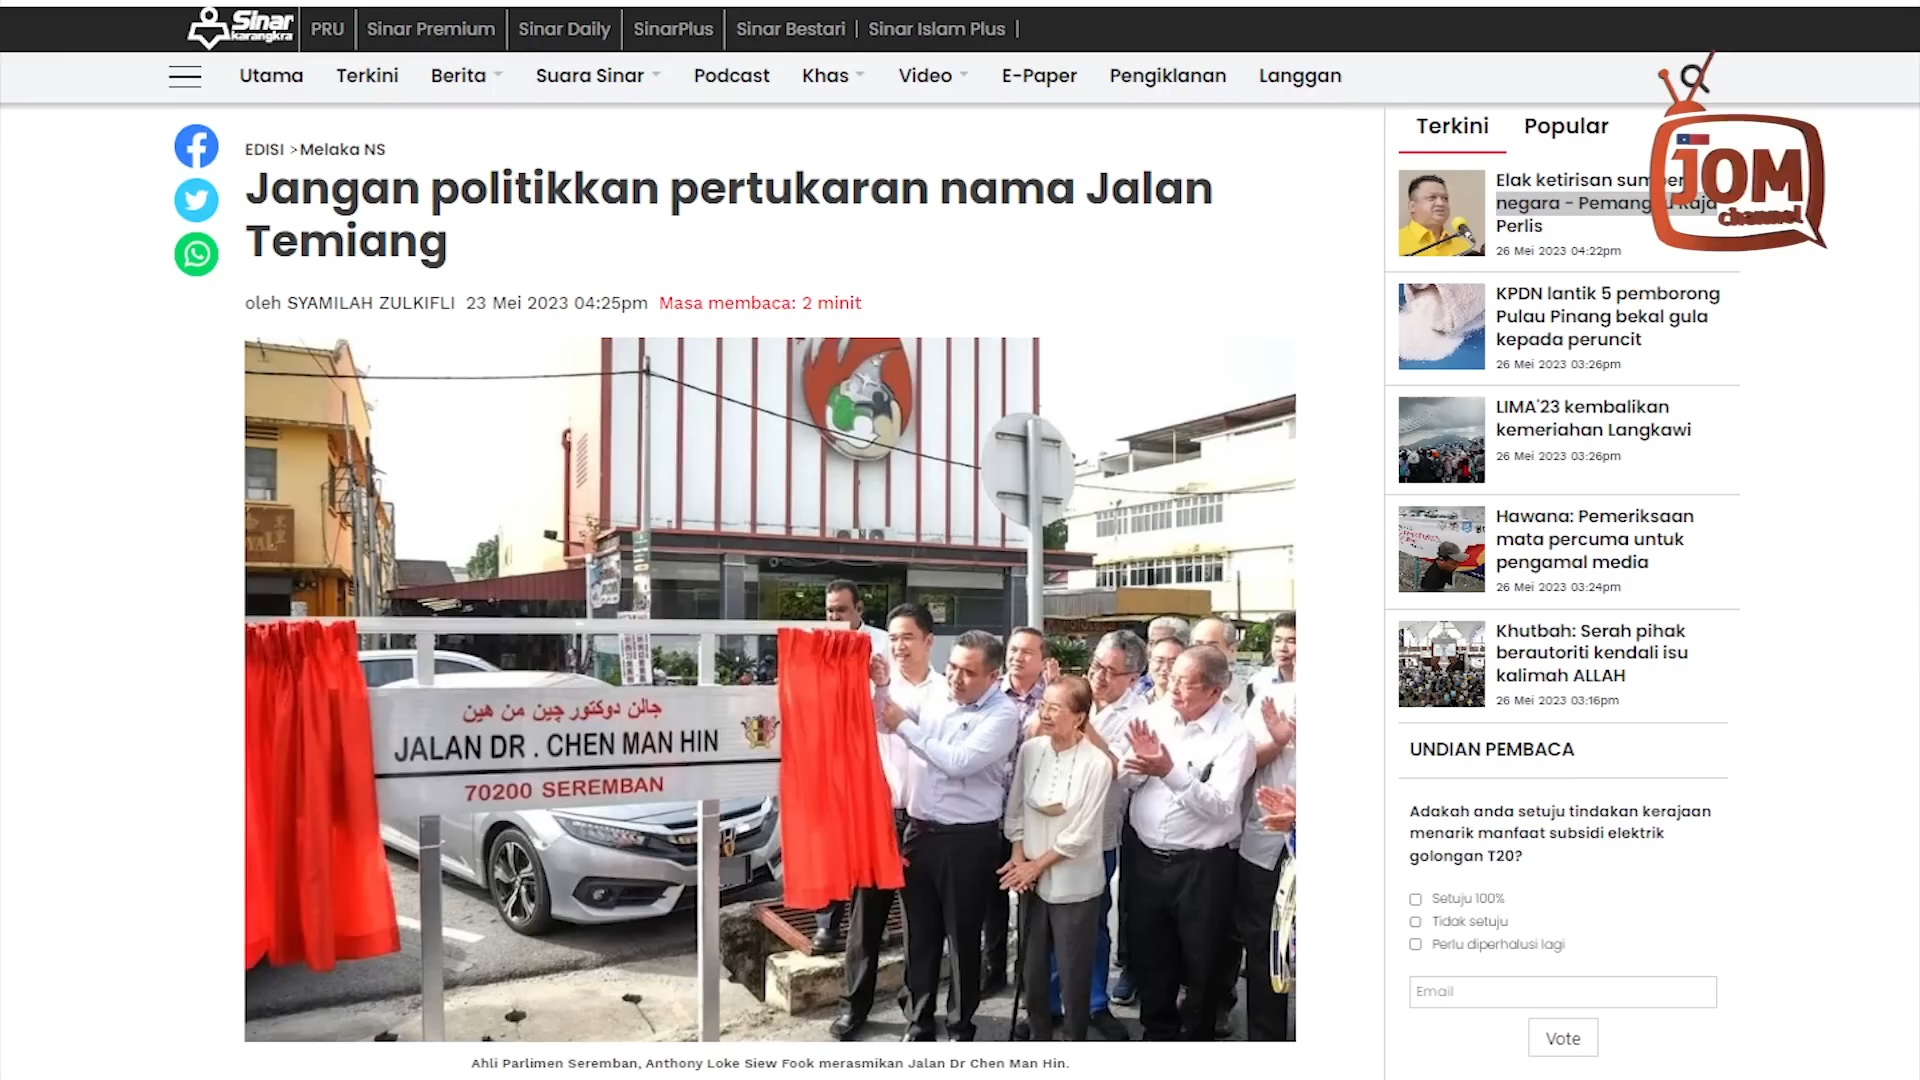 Sinar
Karangkraf
PRU
Sinar Premium
Sinar Daily
SinarPlus
Sinar Bestari
Sinar Islam Plus
Utama
Terkini
Berita
Suara Sinar
Podcast
Khas
Video
E-Paper
Pengiklanan
Langgan
EDISI >Melaka NS
Jangan politikkan pertukaran nama Jalan
Temiang
oleh SYAMILAH ZULKIFLI 23 Mei 2023 04:25pm Masa membaca: 2 minit
جالن دوكتور چين من هين
JALAN DR . CHEN MAN HIN
70200 SEREMBAN
Ahli Parlimen Seremban, Anthony Loke Siew Fook merasmikan Jalan Dr Chen Man Hin.
Terkini
Popular
JOM
channel
Elak ketirisan sumber
negara - Pemangku Raja
Perlis
26 Mei 2023 04:22pm
KPDN lantik 5 pemborong
Pulau Pinang bekal gula
kepada peruncit
26 Mei 2023 03:26pm
LIMA'23 kembalikan
kemeriahan Langkawi
26 Mei 2023 03:26pm
Hawana: Pemeriksaan
mata percuma untuk
pengamal media
26 Mei 2023 03:24pm
Khutbah: Serah pihak
berautoriti kendali isu
kalimah ALLAH
26 Mei 2023 03:16pm
UNDIAN PEMBACA
Adakah anda setuju tindakan kerajaan
menarik manfaat subsidi elektrik
golongan T20?
Setuju 100%
Tidak setuju
Perlu diperhalusi lagi
Email
Vote